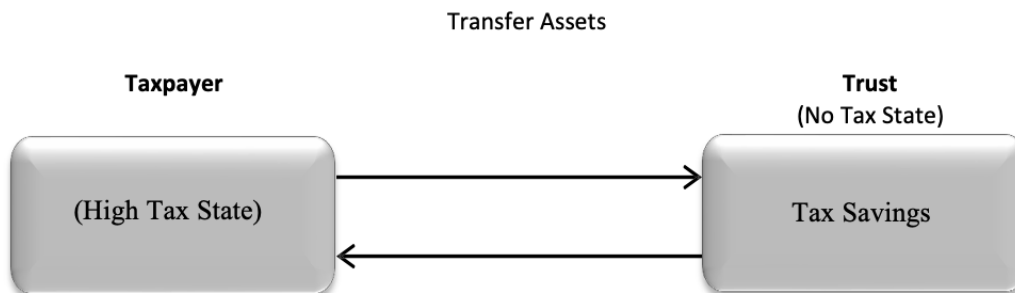 Transfer Assets
Taxpayer
Trust
(No Tax State)
(High Tax State)
Tax Savings